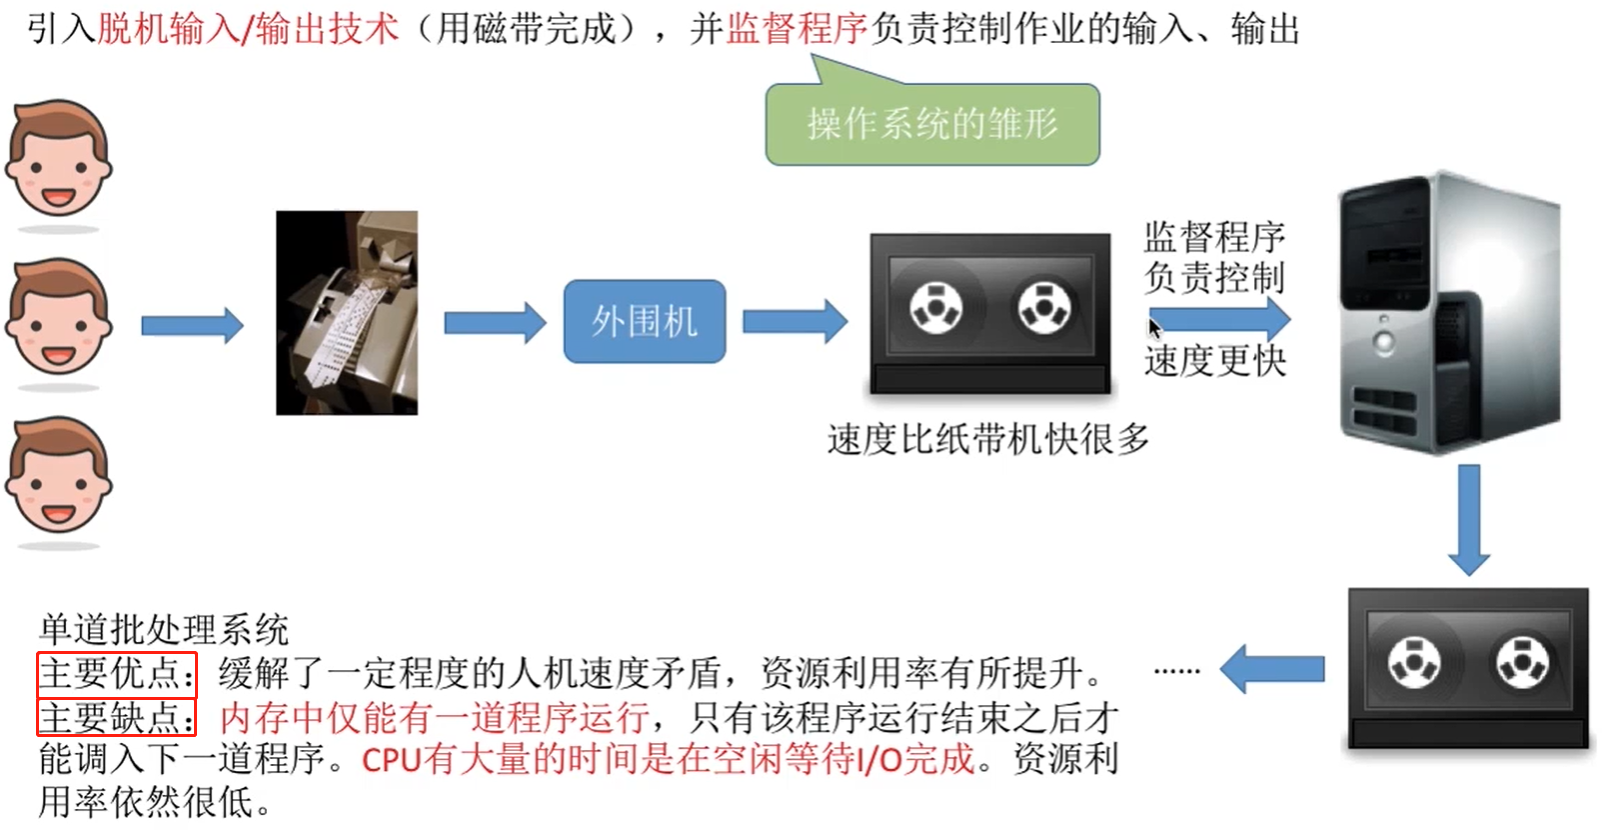 引入脱机输入/输出技术（用磁带完成），并监督程序负责控制作业的输入、输出
操作系统的雏形
外围机
监督程序
负责控制
速度更快
速度比纸带机快很多
单道批处理系统
主要优点：缓解了一定程度的人机速度矛盾，资源利用率有所提升。
主要缺点：内存中仅能有一道程序运行，只有该程序运行结束之后才
能调入下一道程序。CPU有大量的时间是在空闲等待I/O完成。资源利
用率依然很低。
……